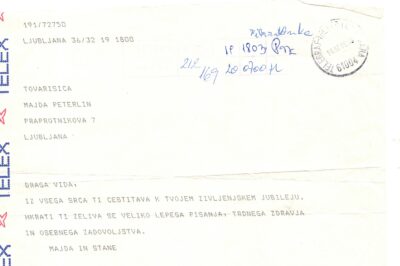 191/72750
LJUBLJANA 36/32 19 1800
TOVARISICA
MAJDA PETERLIN
PRAPROTNIKOVA 7
LJUBLJANA
DRAGA VIDA,
IZ VSEGA SRCA TI CESTITAVA K TVOJEM ZIVLJENJSKEM JUBILEJU.
HKRATI TI ZELIVA SE VELIKO LEPEGA PISANJA, TRDNEGA ZDRAVJA
IN OSEBNEGA ZADOVOLJSTVA.
MAJDA IN STANE
TELEX
TELEX
TELEX
61004